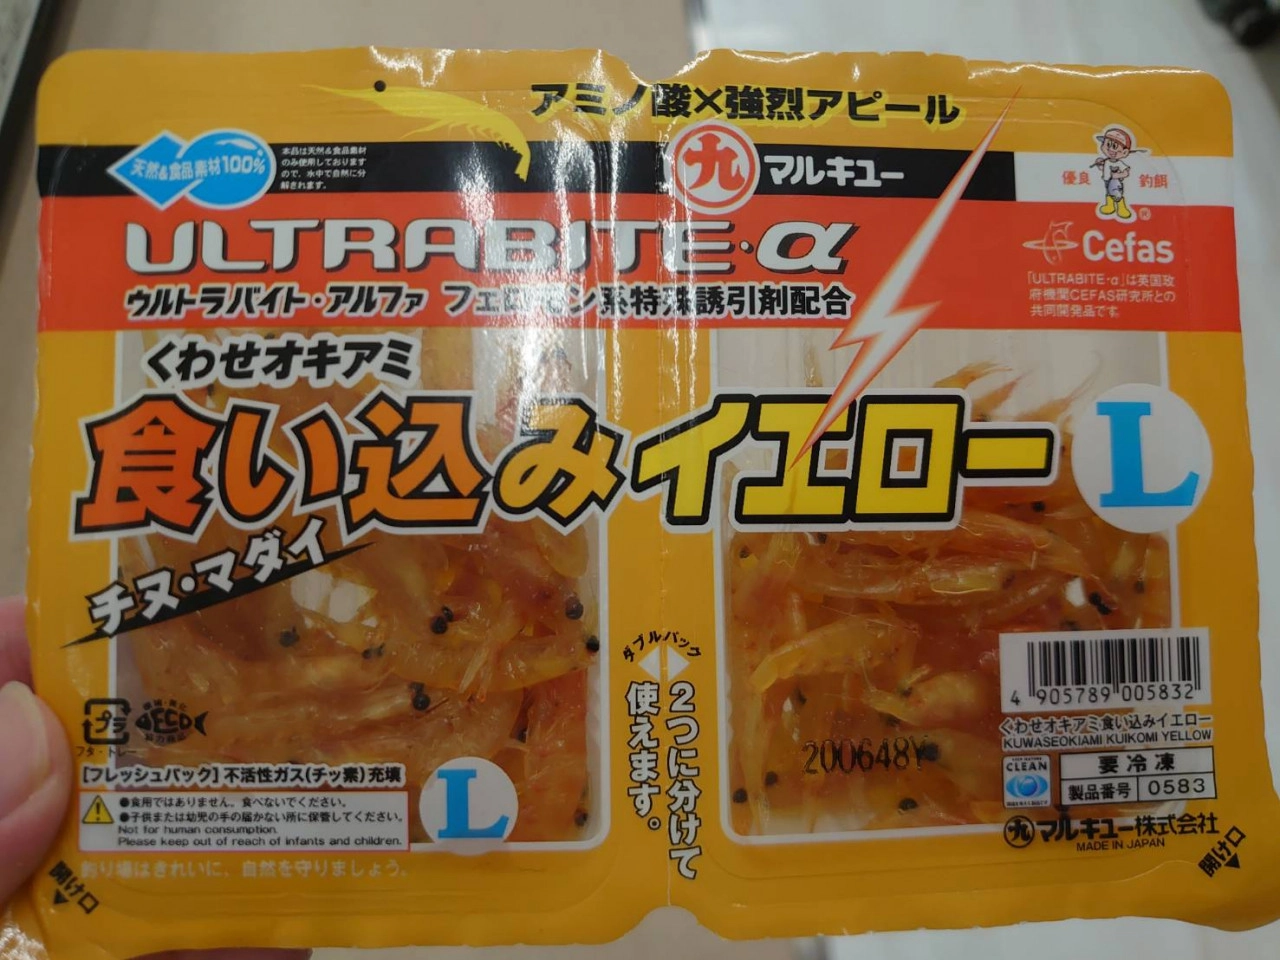 アミノ酸×強烈アピール
天然&食品素材100%
本品は天然&食品素材
のみ使用しております
ので、水中で自然に分
解されます。
九 マルキュー
優良 釣餌
ULTRABITE·α
ウルトラバイト・アルファ フェロモン系特殊誘引剤配合
Cefas
「ULTRABITE·α」は英国政
府機関CEFAS研究所との
共同開発品です。
くわせオキアミ
食い込みイエロー
L
チヌ・マダイ
ダブルパック
2つに分けて
使えます。
プラ
フタ・トレー
ECO
[フレッシュパック]不活性ガス(チッ素)充填
●食用ではありません。食べないでください。
●子供または幼児の手の届かない所に保管してください。
Not for human consumption.
Please keep out of reach of infants and children.
L
釣り場はきれいに、自然を守りましょう。
開け口
200648Y
4 905789 005832
くわせオキアミ食い込みイエロー
KUWASEOKIAMI KUIKOMI YELLOW
CLEAN
要冷凍
製品番号 0583
九 マルキュー株式会社
MADE IN JAPAN
開け口